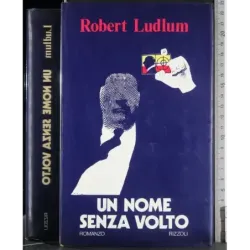 Robert Ludlum
UN NOME
SENZA VOLTO
ROMANZO RIZZOLI
UN NOME SENZA VOLTO